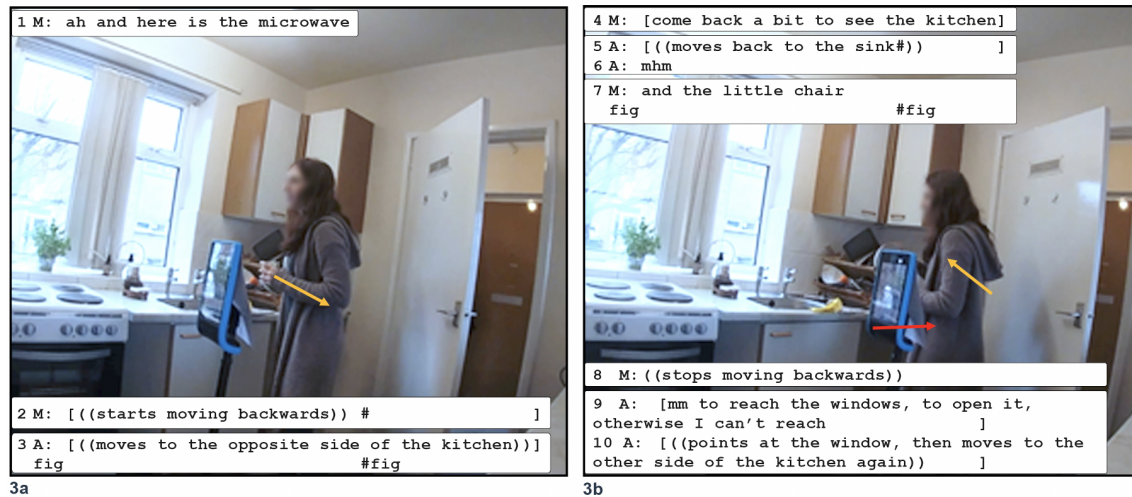 1 M: ah and here is the microwave
2 M: [((starts moving backwards)) # ]
3 A: [((moves to the opposite side of the kitchen))]
fig #fig
3a
4 M: [come back a bit to see the kitchen]
5 A: [((moves back to the sink#)) ]
6 A: mhm
7 M: and the little chair
fig #fig
8 M: ((stops moving backwards))
9 A: [mm to reach the windows, to open it,
otherwise I can't reach ]
10 A: [((points at the window, then moves to the
other side of the kitchen again)) ]
3b